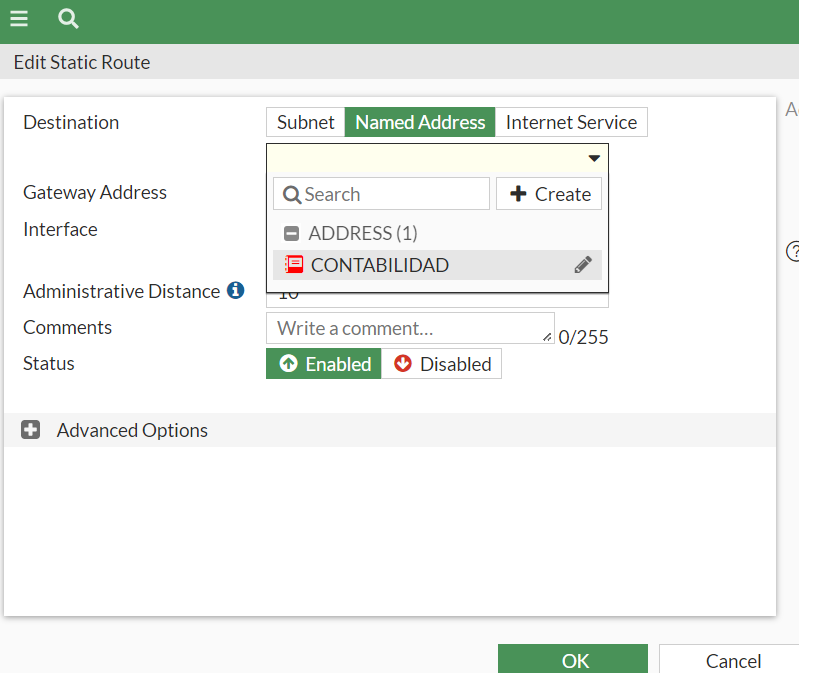 Edit Static Route
Destination
Subnet Named Address Internet Service
Search
Create
Gateway Address
Interface
ADDRESS (1)
CONTABILIDAD
Administrative Distance
10
Comments
Write a comment...
0/255
Status
Enabled Disabled
Advanced Options
OK
Cancel